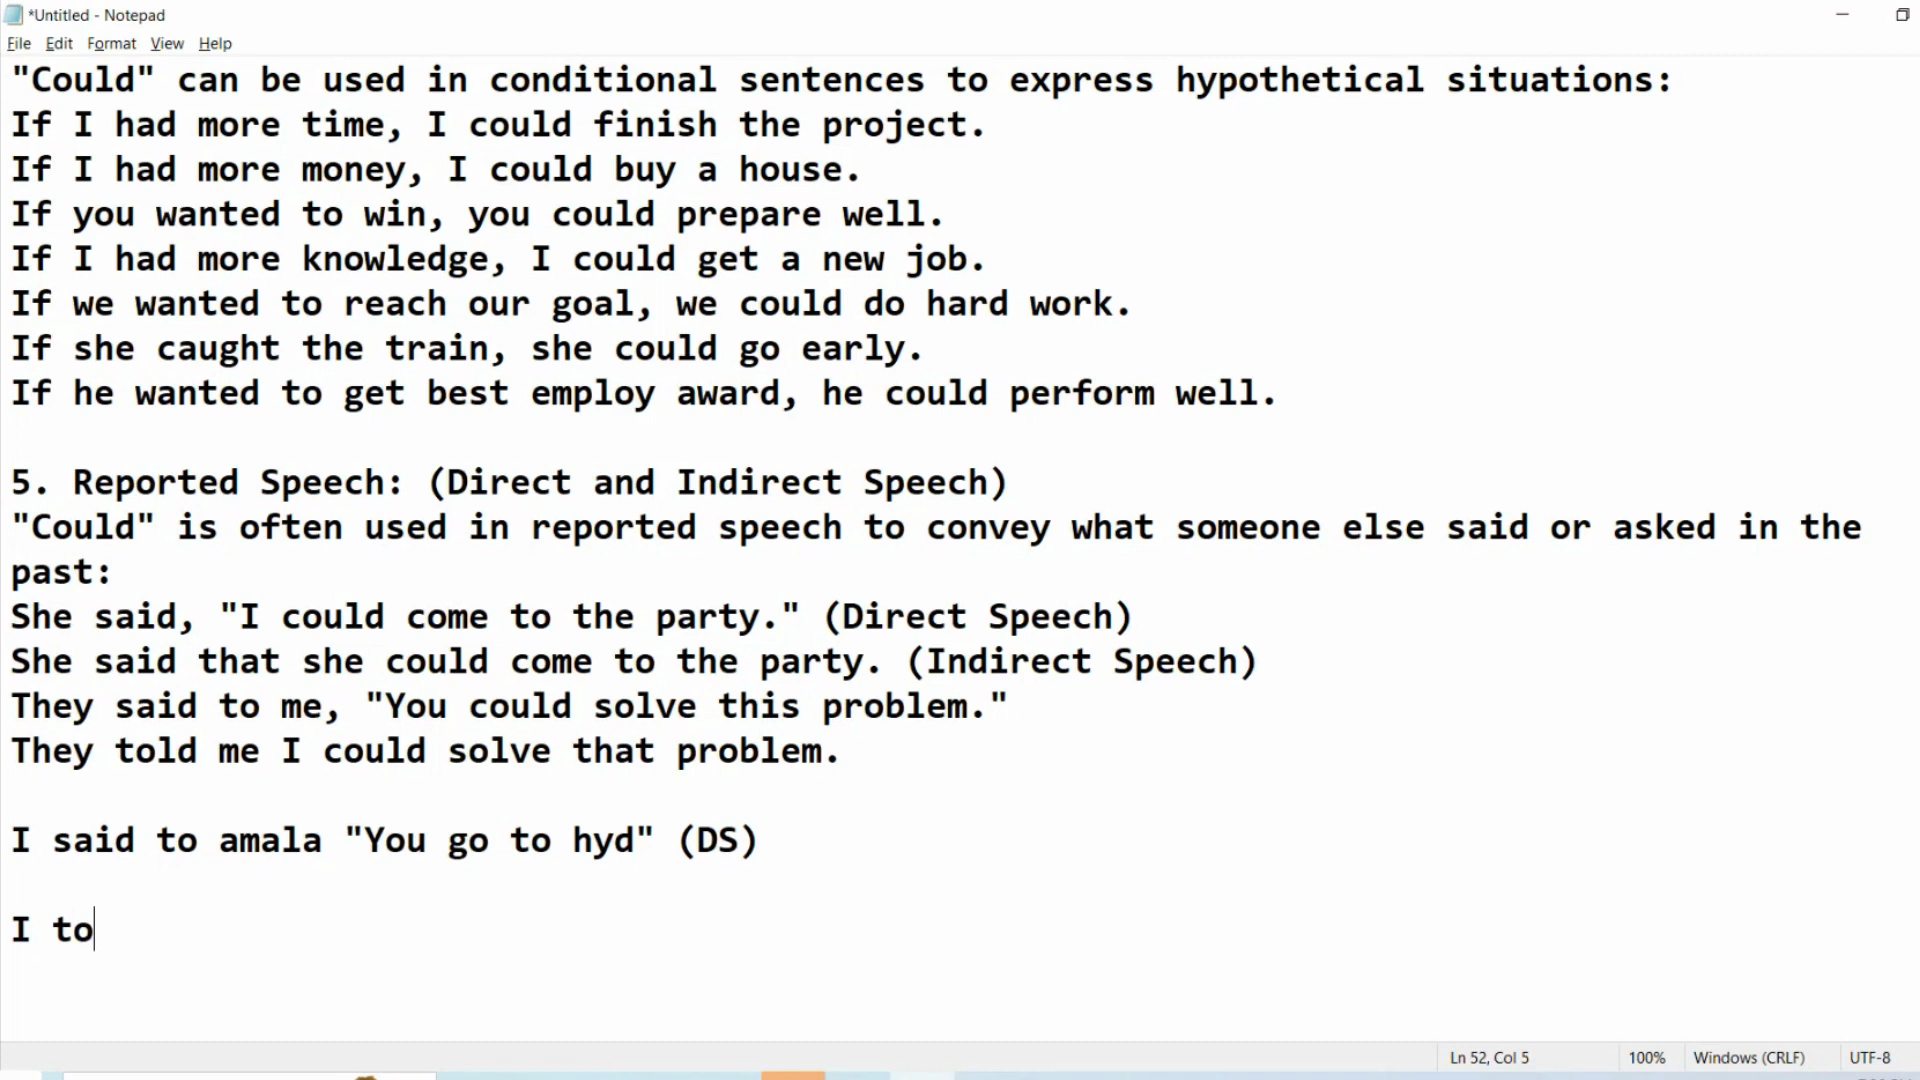 *Untitled - Notepad
File Edit Format View Help
"Could" can be used in conditional sentences to express hypothetical situations:
If I had more time, I could finish the project.
If I had more money, I could buy a house.
If you wanted to win, you could prepare well.
If I had more knowledge, I could get a new job.
If we wanted to reach our goal, we could do hard work.
If she caught the train, she could go early.
If he wanted to get best employ award, he could perform well.
5. Reported Speech: (Direct and Indirect Speech)
"Could" is often used in reported speech to convey what someone else said or asked in the
past:
She said, "I could come to the party." (Direct Speech)
She said that she could come to the party. (Indirect Speech)
They said to me, "You could solve this problem."
They told me I could solve that problem.
I said to amala "You go to hyd" (DS)
I to
Ln 52, Col 5 100% Windows (CRLF) UTF-8